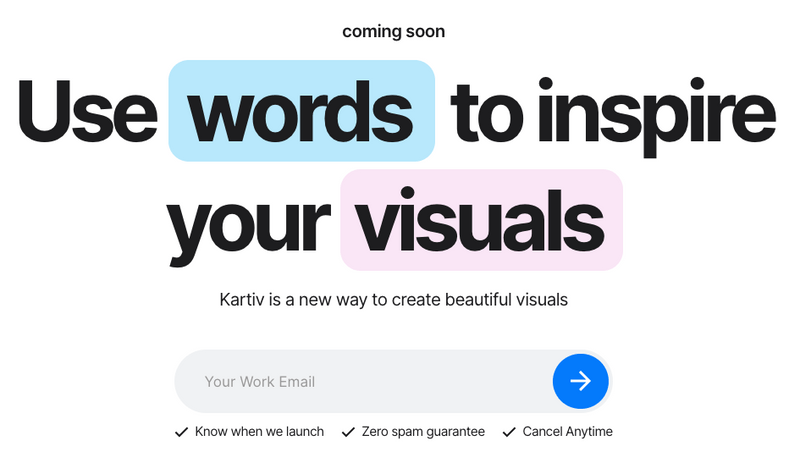 coming soon
Use words to inspire
your visuals
Kartiv is a new way to create beautiful visuals
Your Work Email
Know when we launch Zero spam guarantee Cancel Anytime